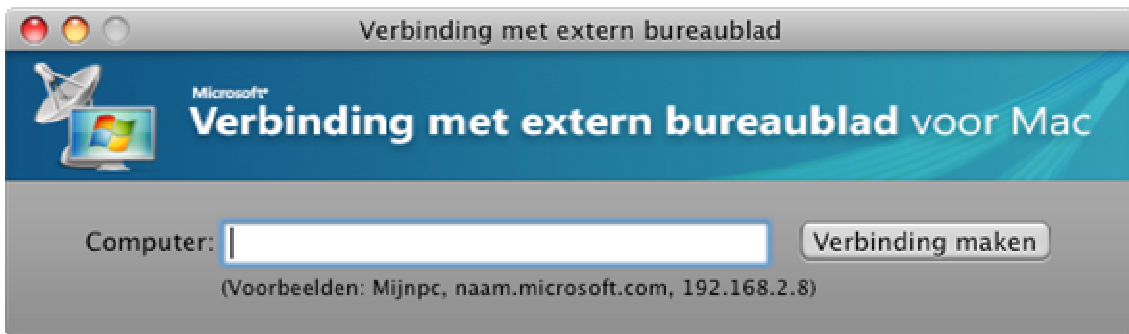 Verbinding met extern bureaublad
Microsoft®
Verbinding met extern bureaublad voor Mac
Computer: Verbinding maken
(Voorbeelden: Mijnpc, naam.microsoft.com, 192.168.2.8)